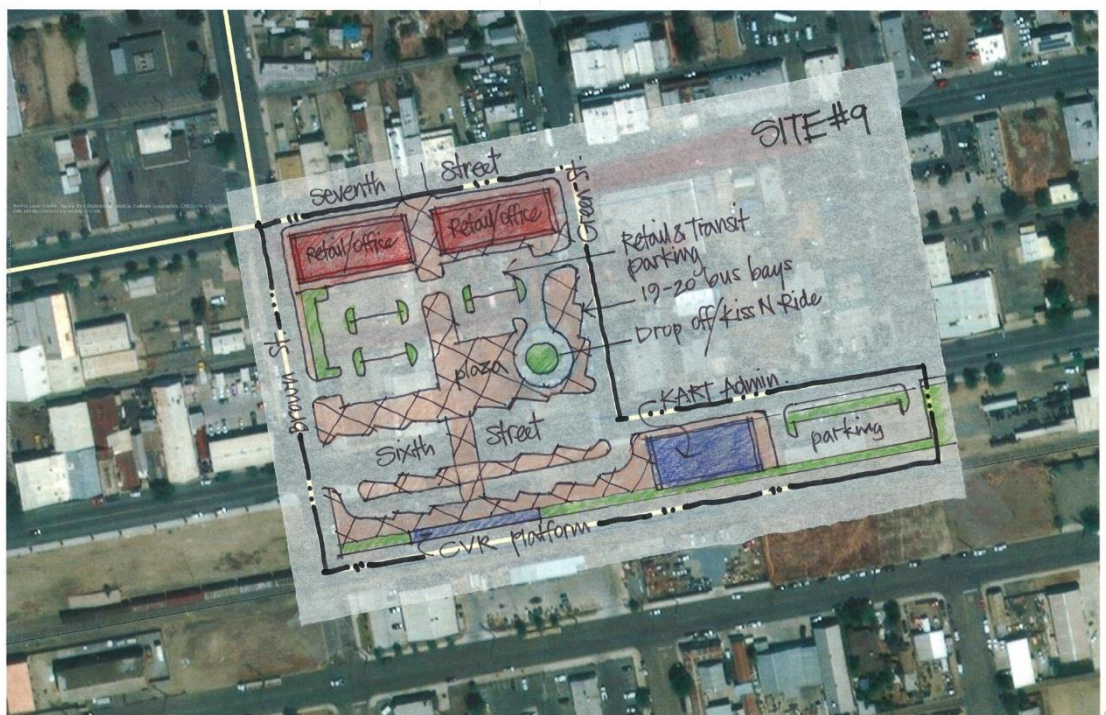 SITE #9
seventh street
Green St.
Retail/office
Retail/office
Retail & Transit
parking
19-20 bus bays
Drop off/Kiss N Ride
plaza
Brown St.
KART Admin.
parking
Sixth street
CVR platform